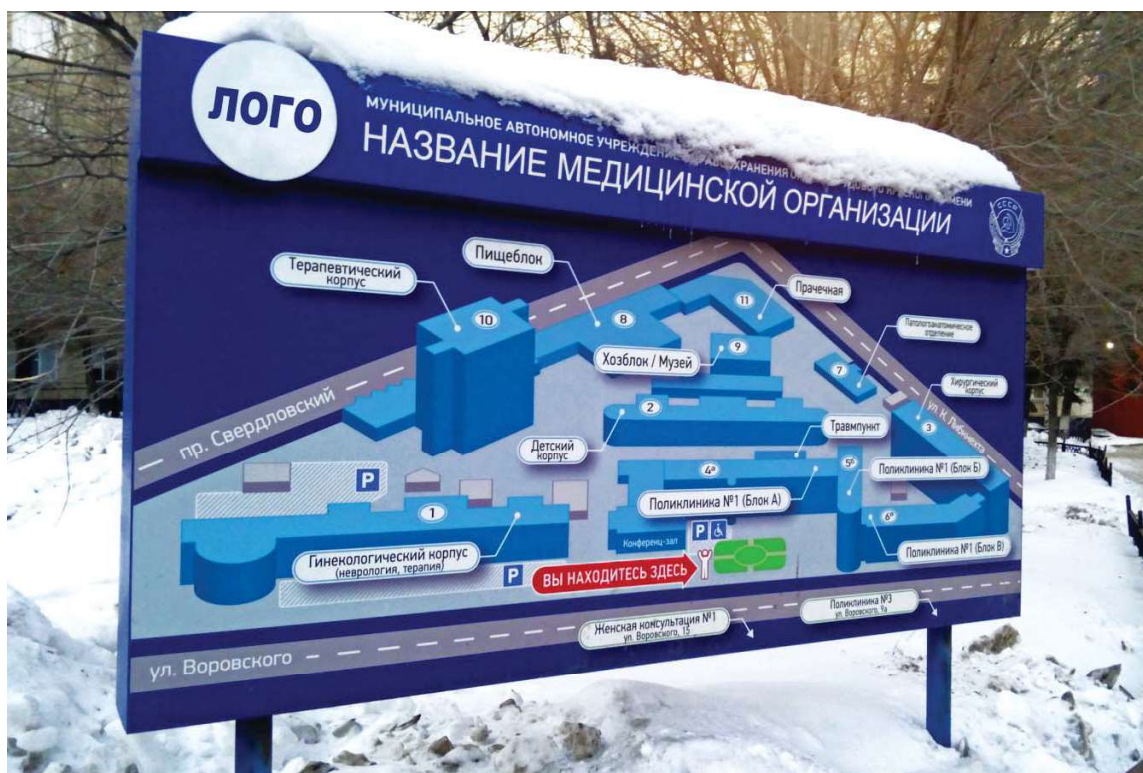 ЛОГО
МУНИЦИПАЛЬНОЕ АВТОНОМНОЕ УЧРЕЖДЕНИЕ ЗДРАВООХРАНЕНИЯ
НАЗВАНИЕ МЕДИЦИНСКОЙ ОРГАНИЗАЦИИ
СССР
Терапевтический
корпус
Пищеблок
Прачечная
Патологоанатомическое
отделение
Хирургический
корпус
Хозблок / Музей
10
8
11
9
7
3
2
Детский
корпус
Травмпункт
4а
5б
6в
Поликлиника №1 (Блок А)
Поликлиника №1 (Блок Б)
Поликлиника №1 (Блок В)
пр. Свердловский
ул. К. Либкнехта
P
1
Гинекологический корпус
(неврология, терапия)
Конференц-зал
P
P
ВЫ НАХОДИТЕСЬ ЗДЕСЬ
Женская консультация №1
ул. Воровского, 15
Поликлиника №3
ул. Воровского, 9а
ул. Воровского